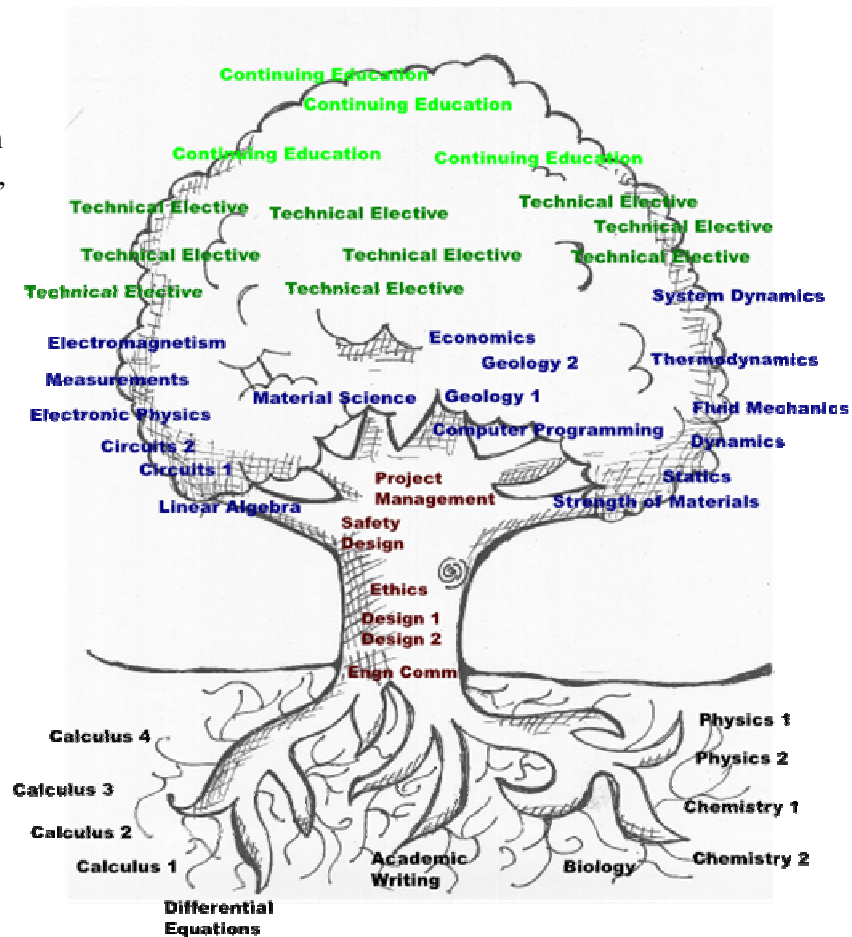 Continuing Education
Continuing Education
Continuing Education
Continuing Education
Technical Elective
Technical Elective
Technical Elective
Technical Elective
Technical Elective
Technical Elective
Technical Elective
Technical Elective
Technical Elective
System Dynamics
Electromagnetism
Economics
Geology 2
Thermodynamics
Measurements
Material Science
Geology 1
Electronic Physics
Fluid Mechanics
Computer Programming
Circuits 2
Dynamics
Circuits 1
Statics
Linear Algebra
Strength of Materials
Project
Management
Safety
Design
Ethics
Design 1
Design 2
Engn Comm
Calculus 4
Physics 1
Physics 2
Calculus 3
Chemistry 1
Calculus 2
Calculus 1
Academic
Writing
Biology
Chemistry 2
Differential
Equations